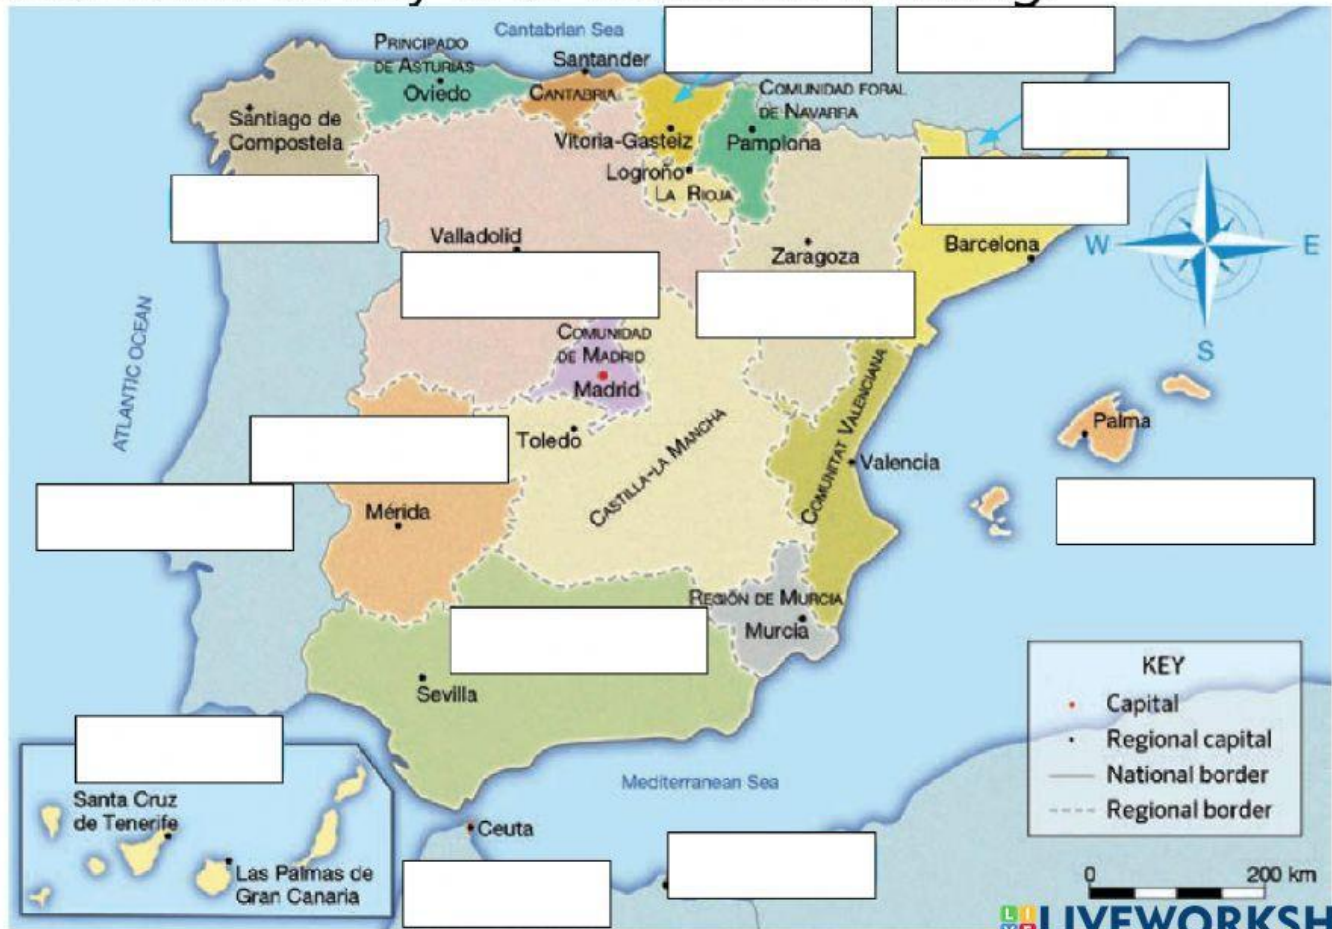 Cantabrian Sea
PRINCIPADO
DE ASTURIAS
Oviedo
Santander
CANTABRIA
COMUNIDAD FORAL
DE NAVARRA
Pamplona
Santiago de
Compostela
Vitoria-Gasteiz
Logroño
LA RIOJA
Valladolid
Zaragoza
Barcelona
W
E
S
ATLANTIC OCEAN
COMUNIDAD
DE MADRID
Madrid
Toledo
CASTILLA-LA MANCHA
COMUNITAT VALENCIANA
Valencia
Palma
Mérida
REGIÓN DE MURCIA
Murcia
Sevilla
Mediterranean Sea
Ceuta
Santa Cruz
de Tenerife
Las Palmas de
Gran Canaria
KEY
Capital
Regional capital
National border
Regional border
0 200 km
LIVEWORKSH